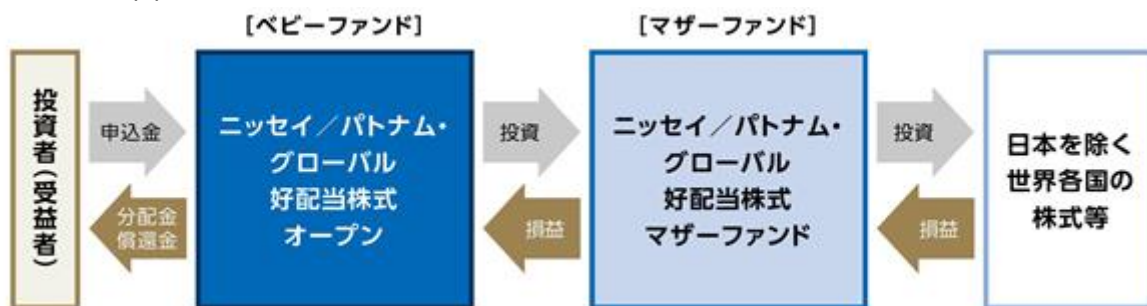 [ベビーファンド]
[マザーファンド]
投資者(受益者)
申込金
分配金
償還金
ニッセイ/パトナム・
グローバル
好配当株式
オープン
投資
損益
ニッセイ/パトナム・
グローバル
好配当株式
マザーファンド
投資
損益
日本を除く
世界各国の
株式等